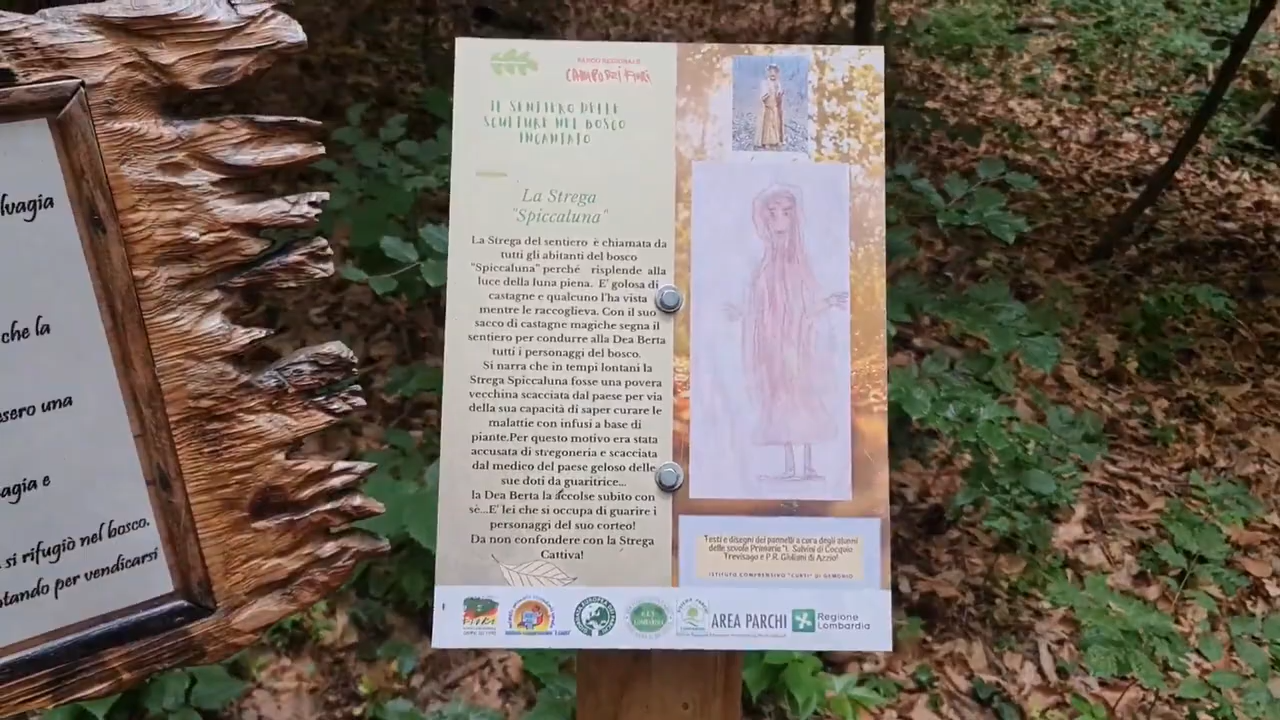 lvagia
che la
sero una
agia e
si rifugiò nel bosco.
tando per vendicarsi
PARCO REGIONALE
CAMPO DEI FIORI
IL SENTIERO DELLE
SCULTURE NEL BOSCO
INCANTATO
La Strega
"Spiccaluna"
La Strega del sentiero è chiamata da
tutti gli abitanti del bosco
"Spiccaluna" perché risplende alla
luce della luna piena. E' golosa di
castagne e qualcuno l'ha vista
mentre le raccoglieva. Con il suo
sacco di castagne magiche segna il
sentiero per condurre alla Dea Berta
tutti i personaggi del bosco.
Si narra che in tempi lontani la
Strega Spiccaluna fosse una povera
vecchina scacciata dal paese per via
della sua capacità di saper curare le
malattie con infusi a base di
piante.Per questo motivo era stata
accusata di stregoneria e scacciata
dal medico del paese geloso delle
sue doti da guaritrice...
la Dea Berta la accolse subito con
sè...E' lei che si occupa di guarire i
personaggi del suo corteo!
Da non confondere con la Strega
Cattiva!
Testi e disegni dei pannelli a cura degli alunni
delle scuole Primarie "L. Salvini di Cocquio
Trevisago e P.R. Giuliani di Azzio"
ISTITUTO COMPRENSIVO "CURTI" DI GEMONIO
AREA PARCHI
Regione
Lombardia